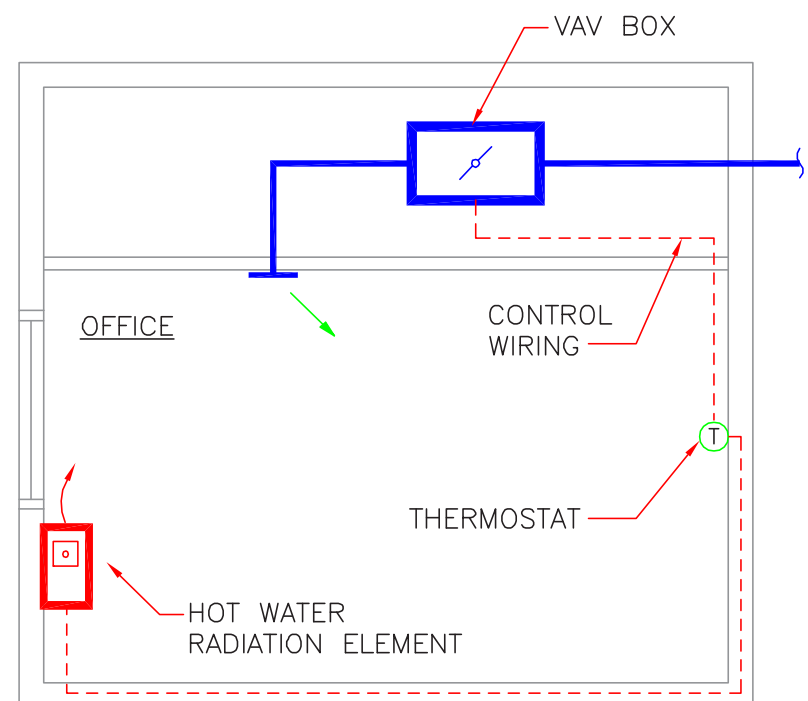 VAV BOX
OFFICE
CONTROL
WIRING
T
THERMOSTAT
HOT WATER
RADIATION ELEMENT